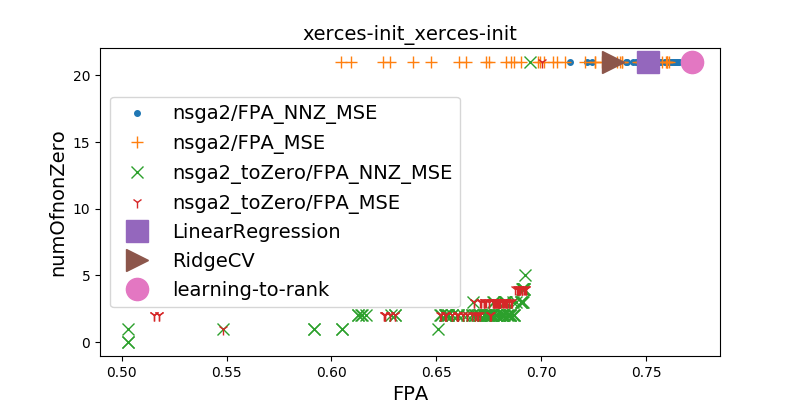 xerces-init_xerces-init
numOfnonZero
20
15
10
5
0
nsga2/FPA_NNZ_MSE
nsga2/FPA_MSE
nsga2_toZero/FPA_NNZ_MSE
nsga2_toZero/FPA_MSE
LinearRegression
RidgeCV
learning-to-rank
0.50 0.55 0.60 0.65 0.70 0.75
FPA